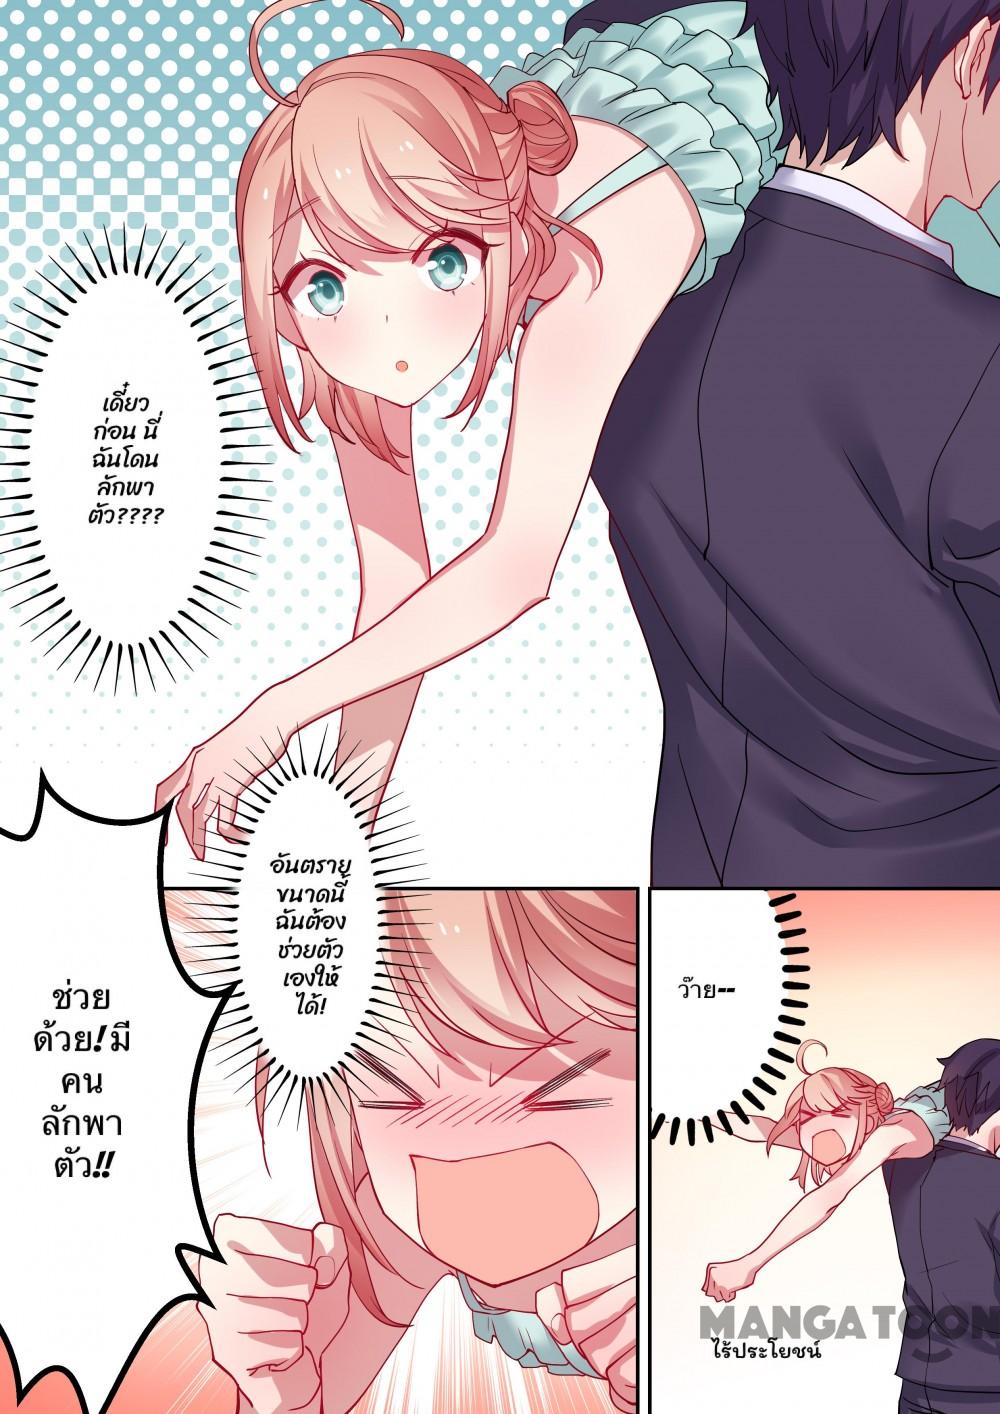 เดี๋ยว
ก่อน นี่
ฉันโดน
ลักพา
ตัว????
อันตราย
ขนาดนี้
ฉันต้อง
ช่วยตัว
เองให้
ได้!
ช่วย
ด้วย! มี
คน
ลักพา
ตัว!!
ว๊าย--
MANGATOON
ไร้ประโยชน์